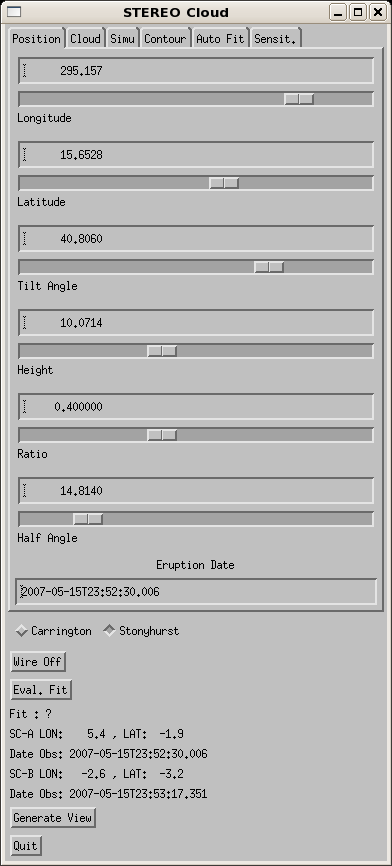 STEREO Cloud
Position Cloud Simu Contour Auto Fit Sensit.
295.157
Longitude
15.6528
Latitude
40.8060
Tilt Angle
10.0714
Height
0.400000
Ratio
14.8140
Half Angle
Eruption Date
2007-05-15T23:52:30.006
Carrington Stonyhurst
Wire Off
Eval. Fit
Fit : ?
SC-A LON: 5.4 , LAT: -1.9
Date Obs: 2007-05-15T23:52:30.006
SC-B LON: -2.6 , LAT: -3.2
Date Obs: 2007-05-15T23:53:17.351
Generate View
Quit